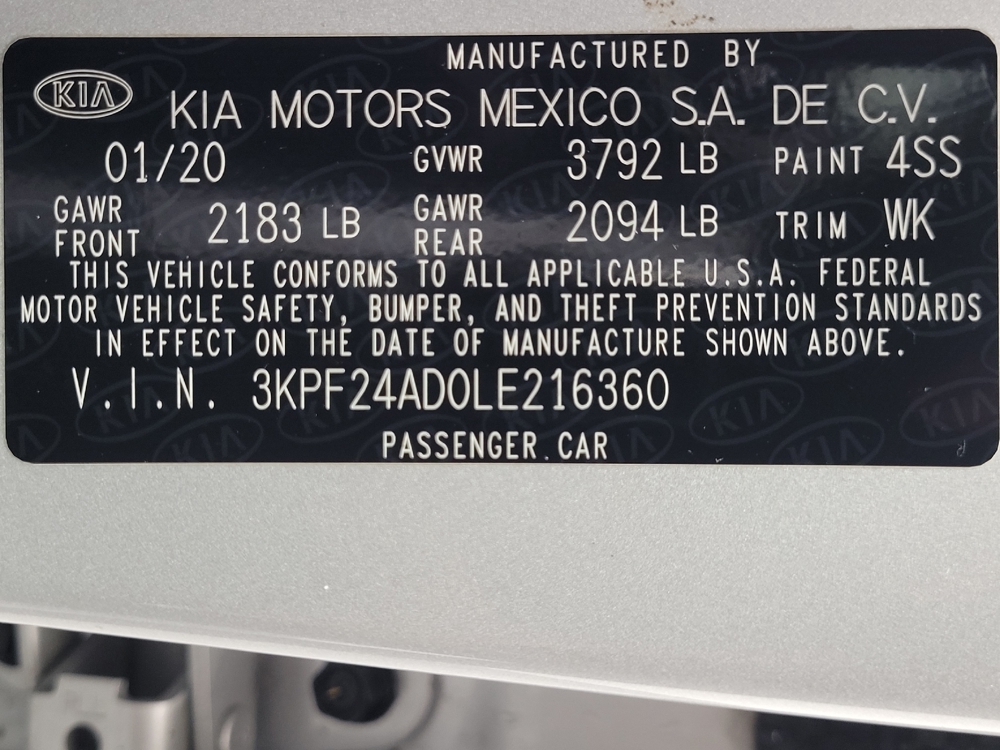 MANUFACTURED BY
KIA
KIA MOTORS MEXICO S.A. DE C.V.
01/20 GVWR 3792 LB PAINT 4SS
GAWR FRONT 2183 LB GAWR REAR 2094 LB TRIM WK
THIS VEHICLE CONFORMS TO ALL APPLICABLE U.S.A. FEDERAL
MOTOR VEHICLE SAFETY, BUMPER, AND THEFT PREVENTION STANDARDS
IN EFFECT ON THE DATE OF MANUFACTURE SHOWN ABOVE.
V.I.N. 3KPF24AD0LE216360
PASSENGER CAR